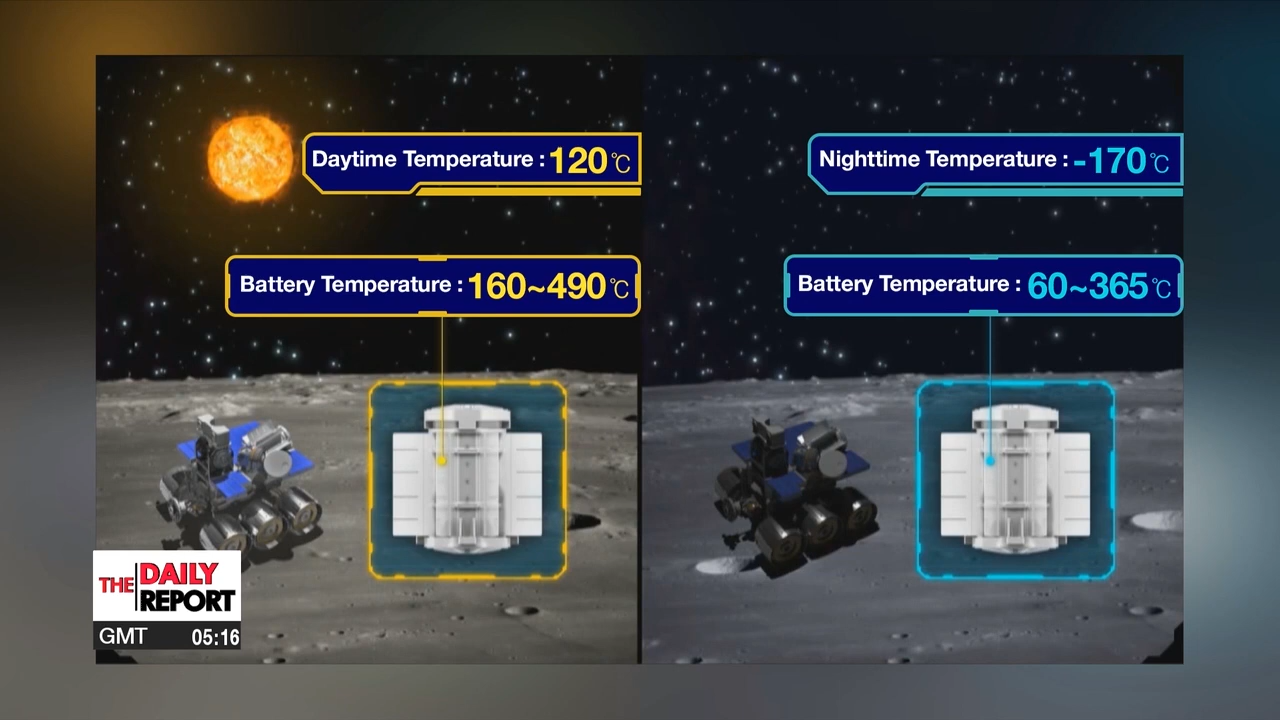 Daytime Temperature : 120℃
Nighttime Temperature : -170℃
Battery Temperature : 160~490℃
Battery Temperature : 60~365℃
THE DAILY
REPORT
GMT 05:16